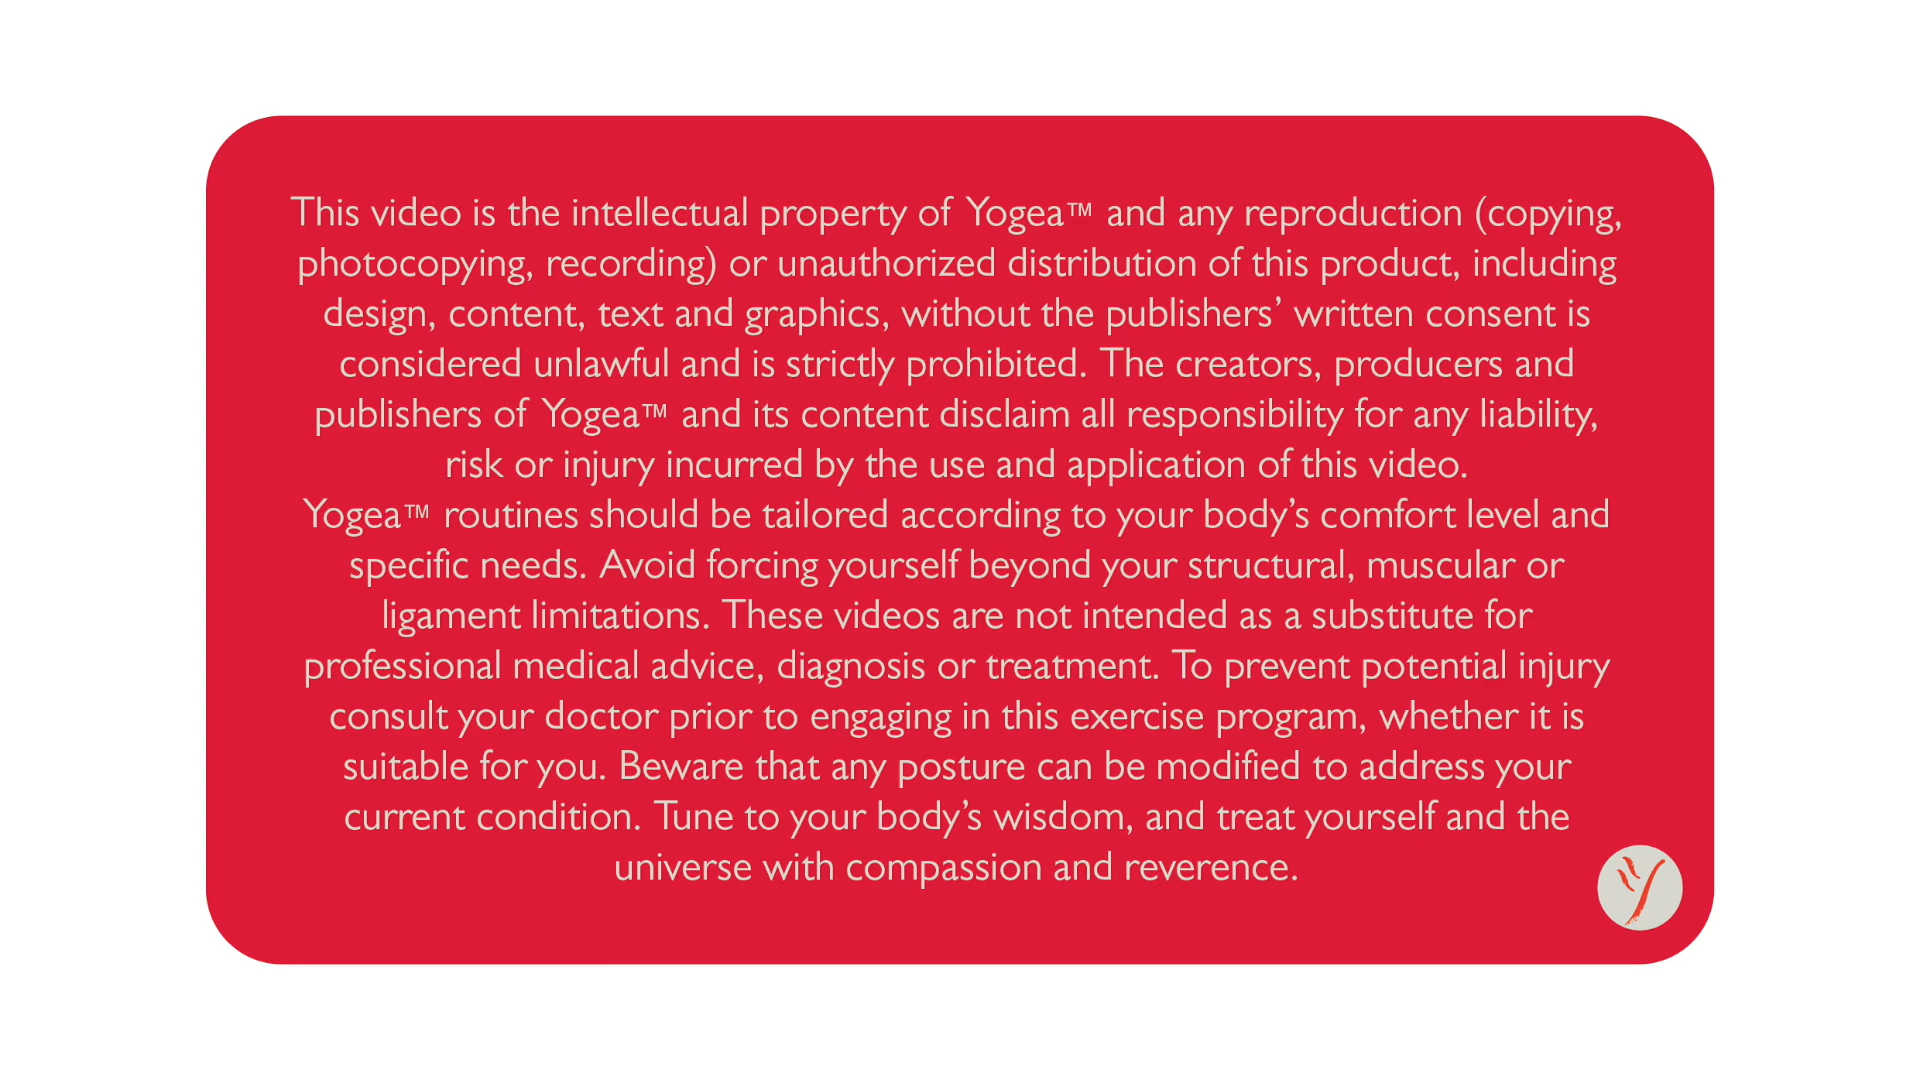 This video is the intellectual property of Yogea™ and any reproduction (copying,
photocopying, recording) or unauthorized distribution of this product, including
design, content, text and graphics, without the publishers’ written consent is
considered unlawful and is strictly prohibited. The creators, producers and
publishers of Yogea™ and its content disclaim all responsibility for any liability,
risk or injury incurred by the use and application of this video.
Yogea™ routines should be tailored according to your body’s comfort level and
specific needs. Avoid forcing yourself beyond your structural, muscular or
ligament limitations. These videos are not intended as a substitute for
professional medical advice, diagnosis or treatment. To prevent potential injury
consult your doctor prior to engaging in this exercise program, whether it is
suitable for you. Beware that any posture can be modified to address your
current condition. Tune to your body’s wisdom, and treat yourself and the
universe with compassion and reverence.